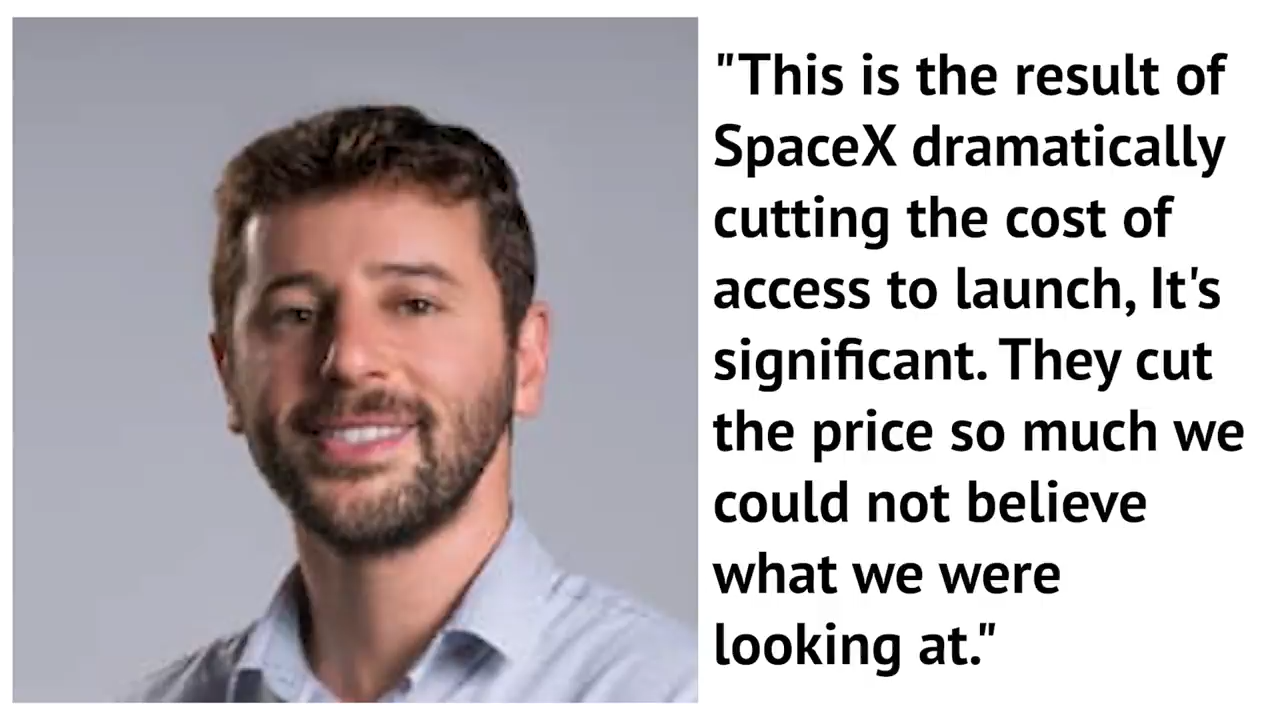 "This is the result of
SpaceX dramatically
cutting the cost of
access to launch, It's
significant. They cut
the price so much we
could not believe
what we were
looking at."